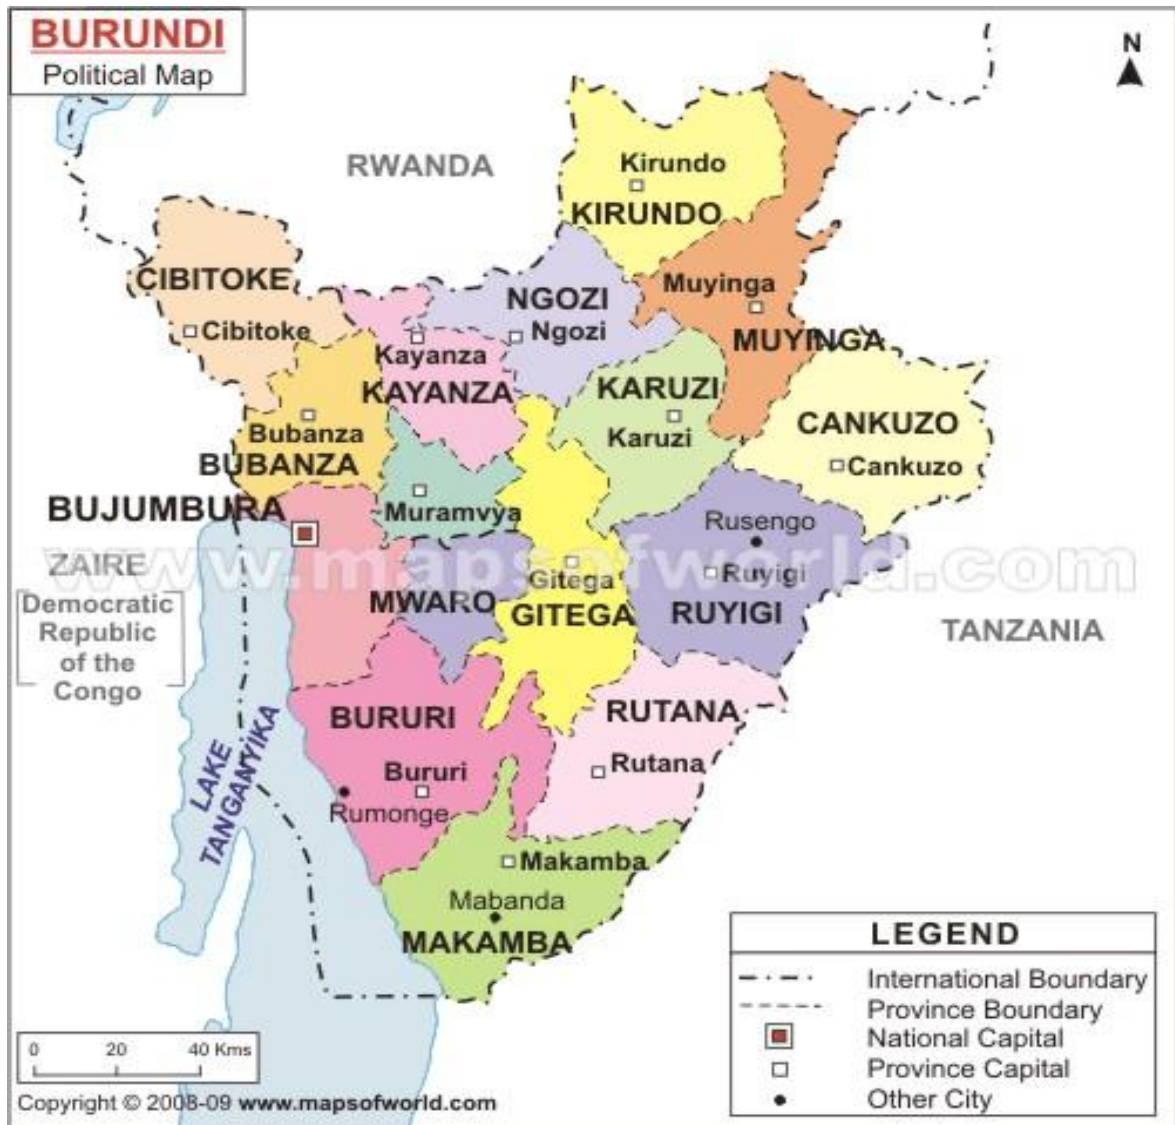 BURUNDI
Political Map
N
RWANDA
Kirundo
KIRUNDO
CIBITOKE
Cibitoke
NGOZI
Ngozi
Muyinga
MUYINGA
Kayanza
KAYANZA
KARUZI
Karuzi
CANKUZO
Cankuzo
Bubanza
BUBANZA
BUJUMBURA
Muramvya
Rusengo
www.mapsofworld.com
ZAIRE
Democratic
Republic
of the
Congo
MWARO
Gitega
GITEGA
Ruyigi
RUYIGI
TANZANIA
BURURI
Bururi
Rumonge
RUTANA
Rutana
LAKE
TANGANYIKA
Makamba
Mabanda
MAKAMBA
LEGEND
International Boundary
Province Boundary
National Capital
Province Capital
Other City
0 20 40 Kms
Copyright © 2008-09 www.mapsofworld.com